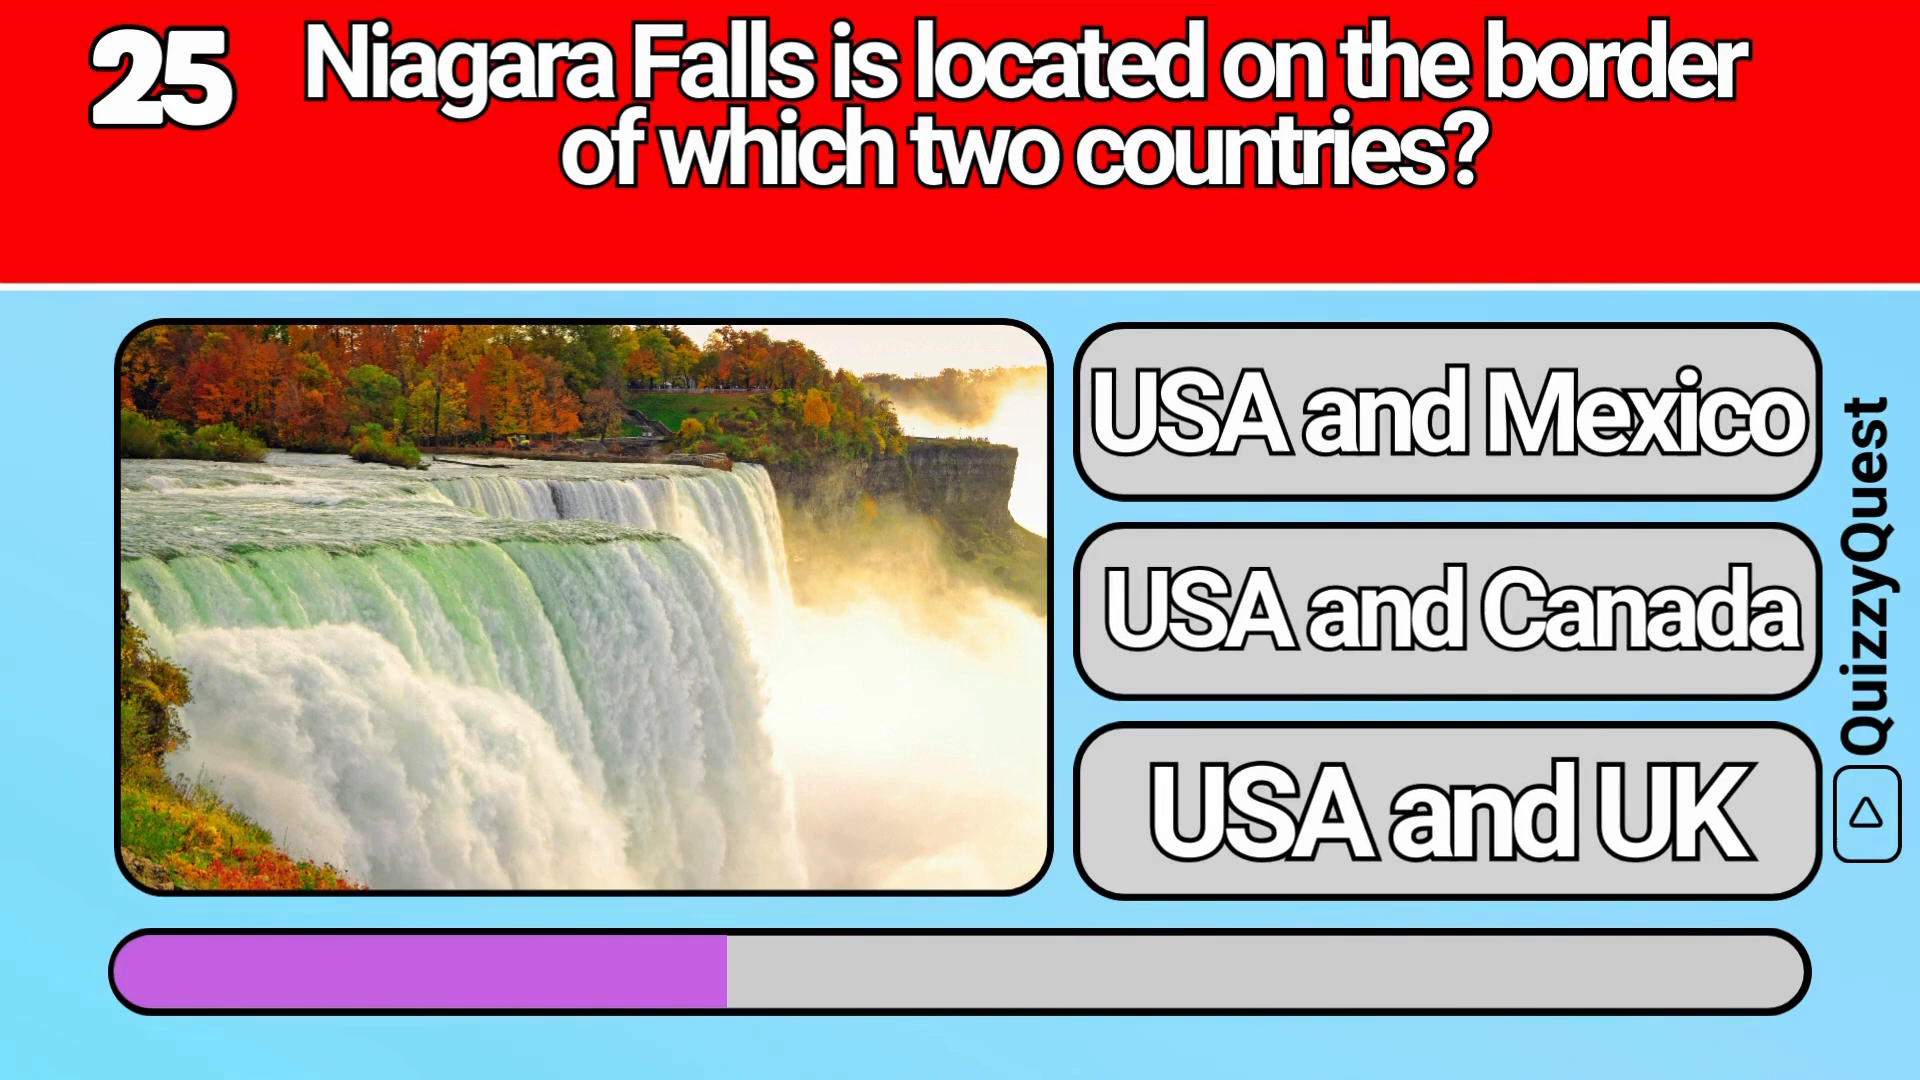 25
Niagara Falls is located on the border
of which two countries?
USA and Mexico
USA and Canada
USA and UK
QuizzyQuest